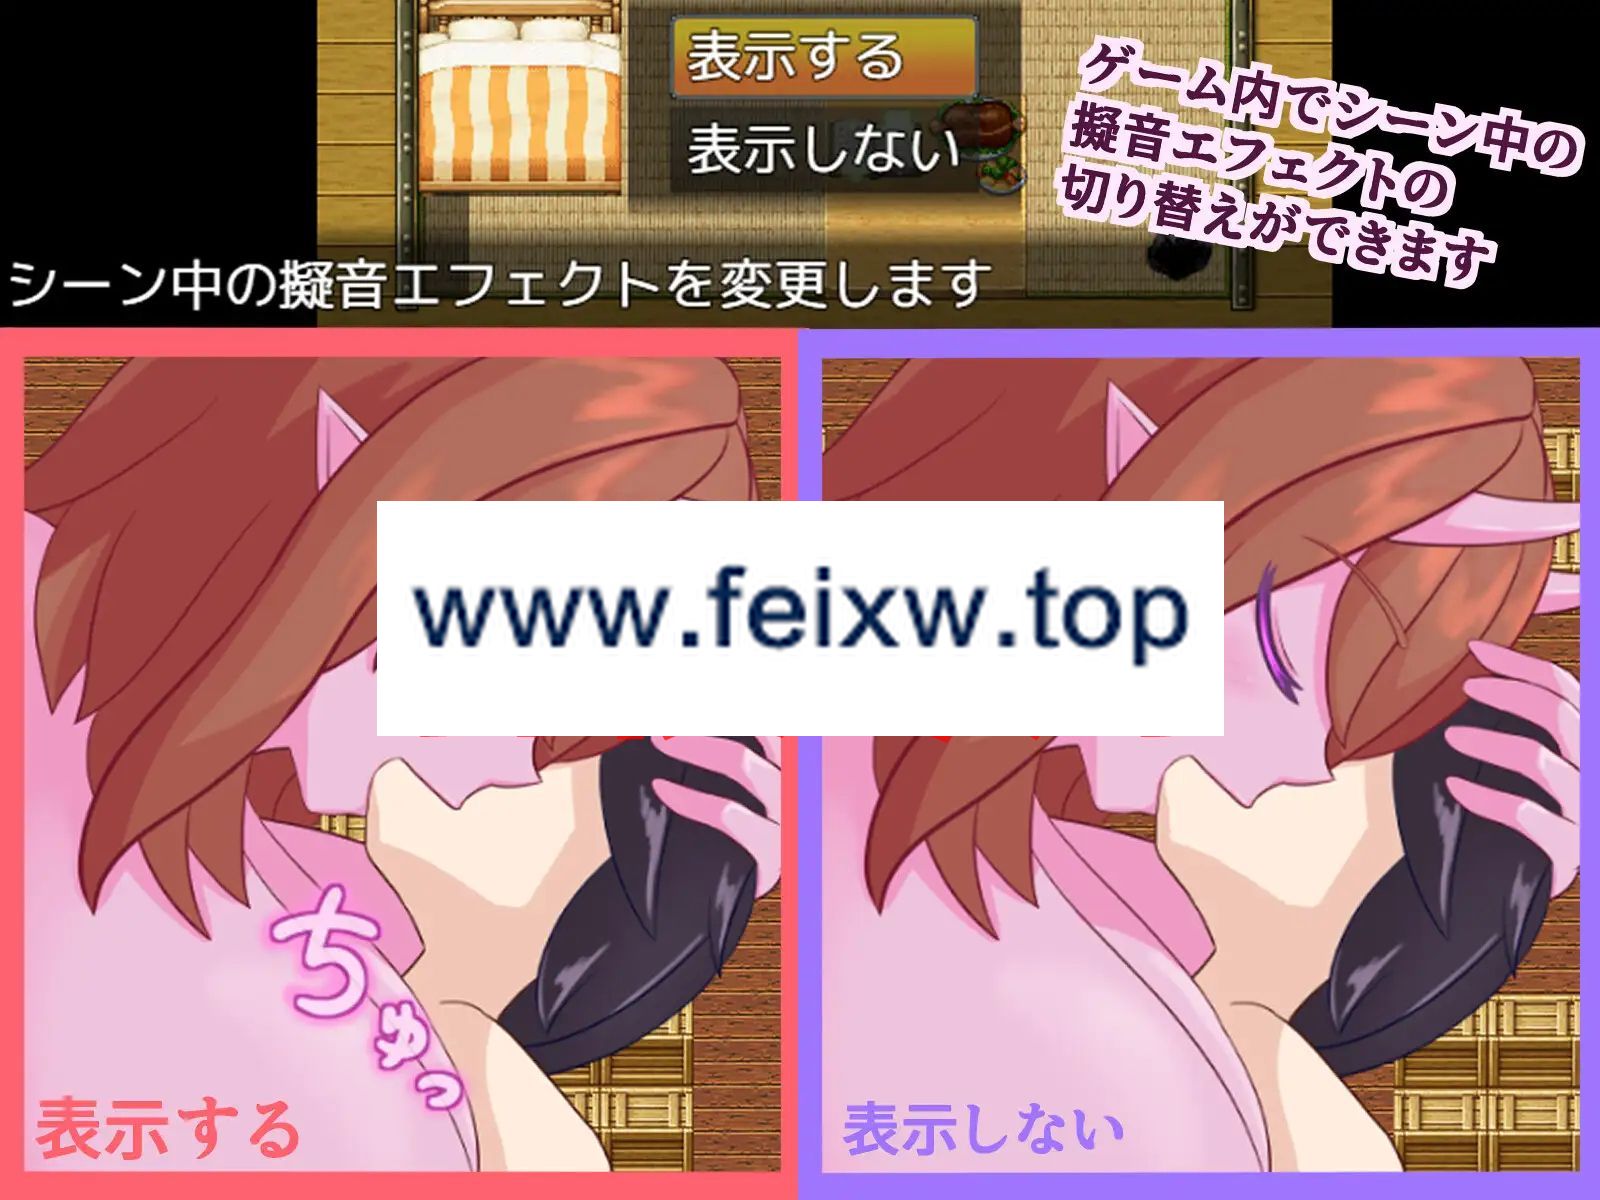 表示する
表示しない
ゲーム内でシーン中の
擬音エフェクトの
切り替えができます
シーン中の擬音エフェクトを変更します
www.feixw.top
ちゅっ
表示する
表示しない